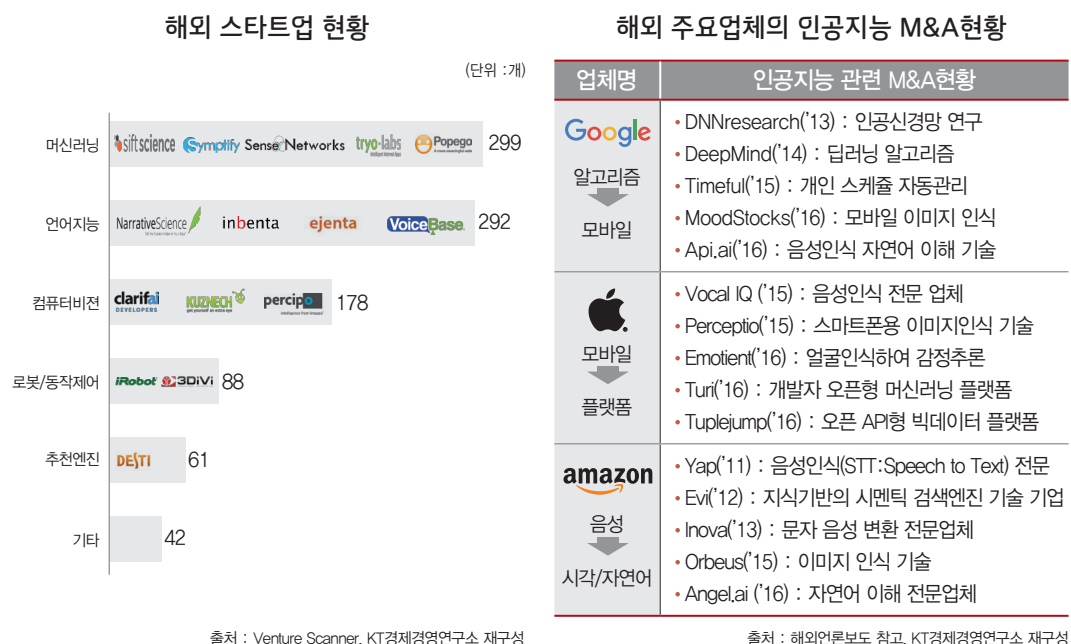 해외 스타트업 현황
(단위 :개)
머신러닝
siftscience Symplify Sense Networks tryo-labs Popego
299
언어지능
NarrativeScience inbenta ejenta VoiceBase
292
컴퓨터비젼
clarifai DEVELOPERS KUZNECH percipo
178
로봇/동작제어
iRobot 3DiVi
88
추천엔진
DESTI
61
기타
42
출처 : Venture Scanner, KT경제경영연구소 재구성
해외 주요업체의 인공지능 M&A현황
업체명
인공지능 관련 M&A현황
Google
알고리즘
모바일
• DNNresearch('13) : 인공신경망 연구
• DeepMind('14) : 딥러닝 알고리즘
• Timeful('15) : 개인 스케쥴 자동관리
• MoodStocks('16) : 모바일 이미지 인식
• Api.ai('16) : 음성인식 자연어 이해 기술
모바일
플랫폼
• Vocal IQ ('15) : 음성인식 전문 업체
• Perceptio('15) : 스마트폰용 이미지인식 기술
• Emotient('16) : 얼굴인식하여 감정추론
• Turi('16) : 개발자 오픈형 머신러닝 플랫폼
• Tuplejump('16) : 오픈 API형 빅데이터 플랫폼
amazon
음성
시각/자연어
• Yap('11) : 음성인식(STT:Speech to Text) 전문
• Evi('12) : 지식기반의 시멘틱 검색엔진 기술 기업
• Inova('13) : 문자 음성 변환 전문업체
• Orbeus('15) : 이미지 인식 기술
• Angel.ai ('16) : 자연어 이해 전문업체
출처 : 해외언론보도 참고, KT경제경영연구소 재구성